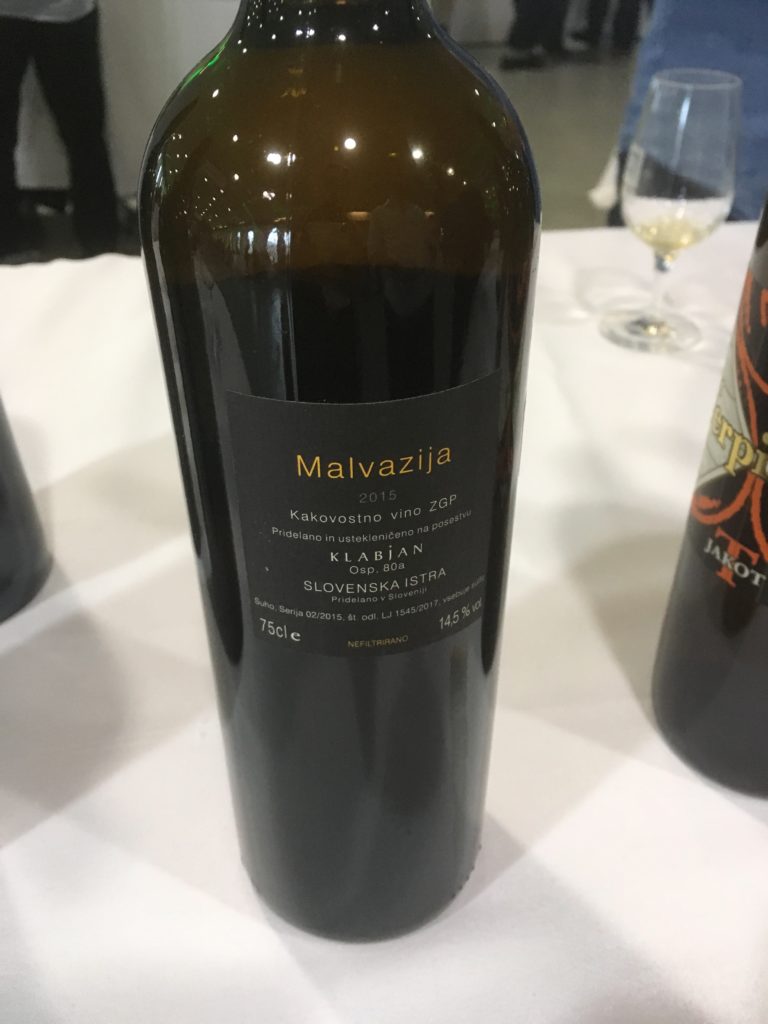 Malvazija
2015
Kakovostno vino ZGP
Pridelano in ustekleničeno na posestvu
KLABJAN
Osp. 80a
SLOVENSKA ISTRA
Pridelano v Sloveniji
Suho, Serija 02/2015, št. odl. LJ 1545/2017, vsebuje
75cl e 14,5 % vol
NEFILTRIRANO
JAKOT